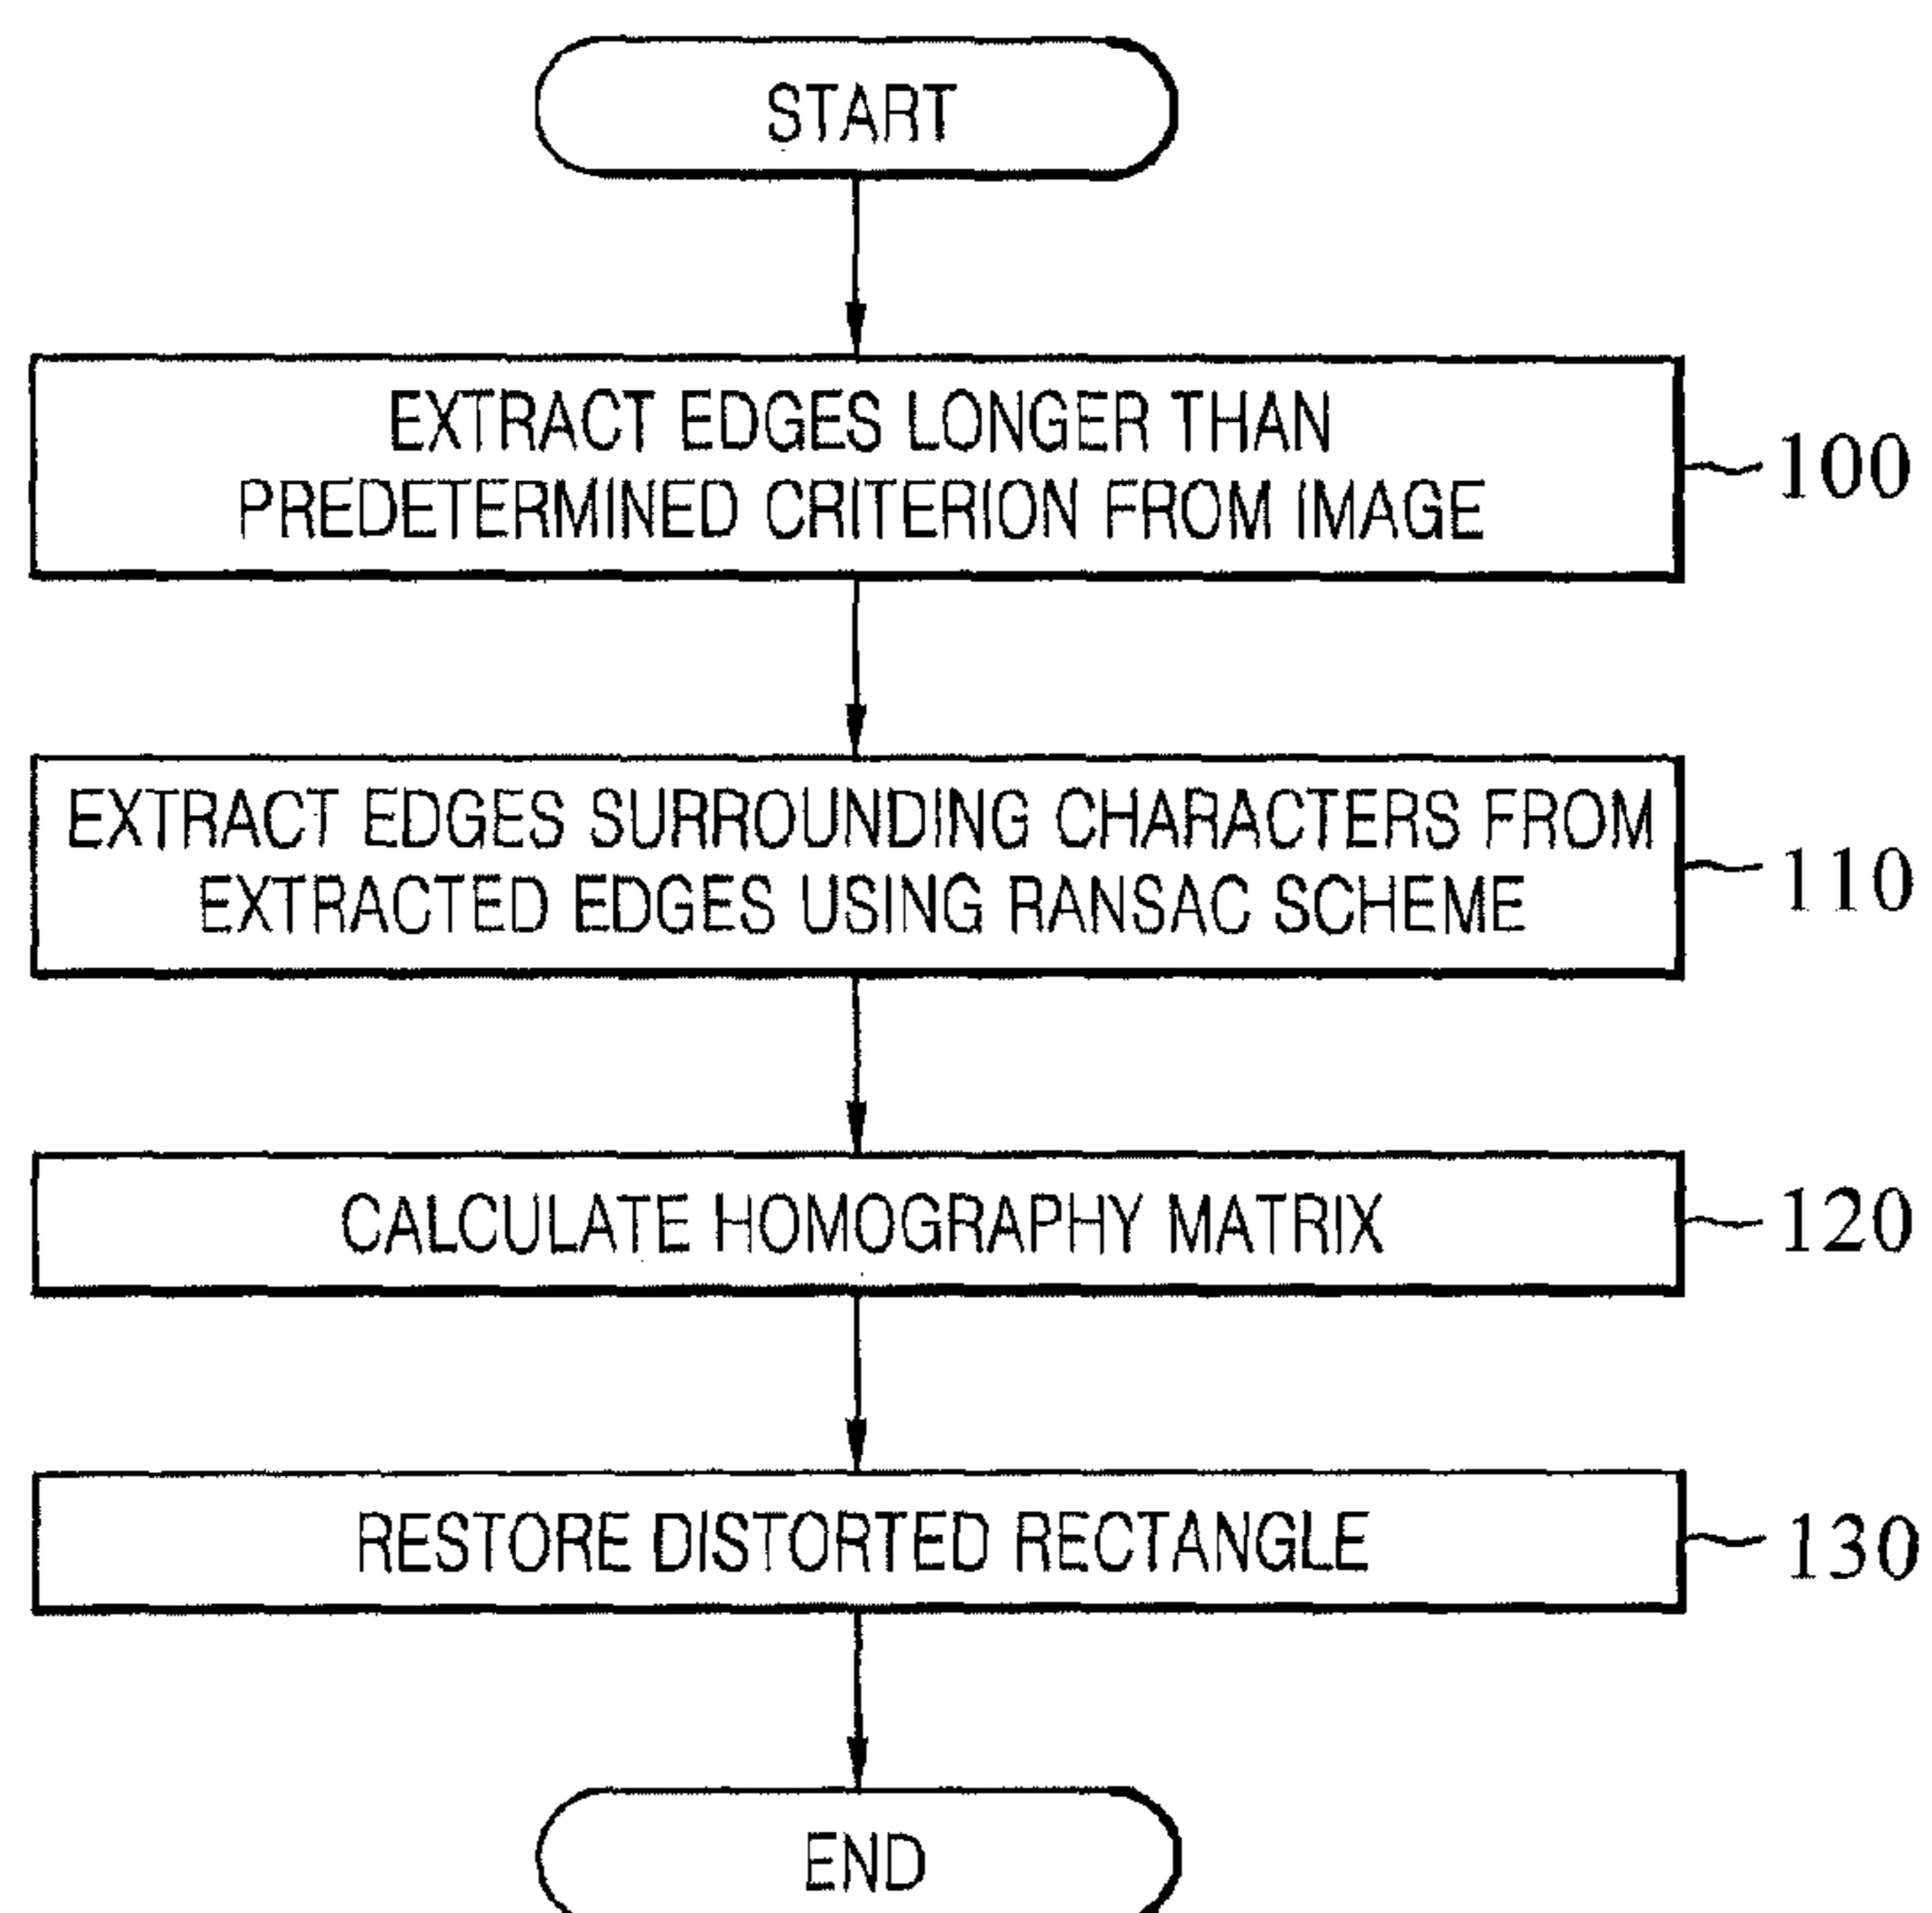 START
EXTRACT EDGES LONGER THAN
PREDETERMINED CRITERION FROM IMAGE
100
EXTRACT EDGES SURROUNDING CHARACTERS FROM
EXTRACTED EDGES USING RANSAC SCHEME
110
CALCULATE HOMOGRAPHY MATRIX
120
RESTORE DISTORTED RECTANGLE
130
END